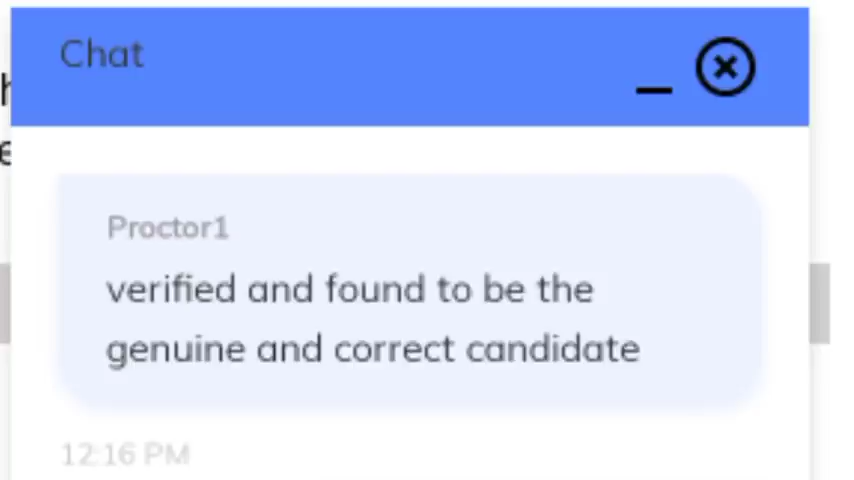 Chat
Proctor1
verified and found to be the
genuine and correct candidate
12:16 PM